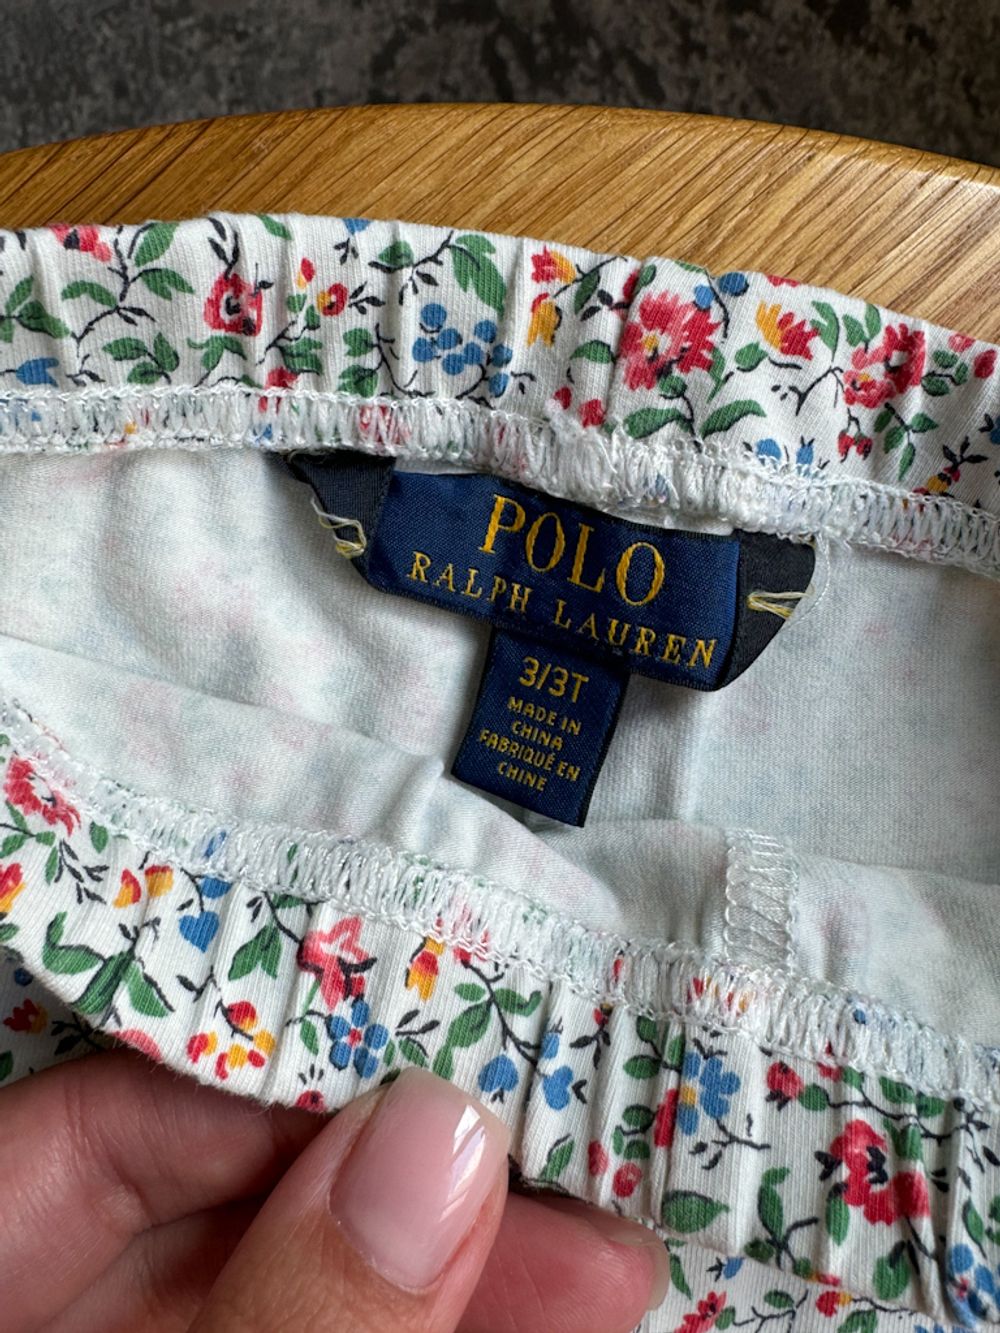 POLO
RALPH LAUREN
3/3T
MADE IN
CHINA
FABRIQUÉ EN
CHINE